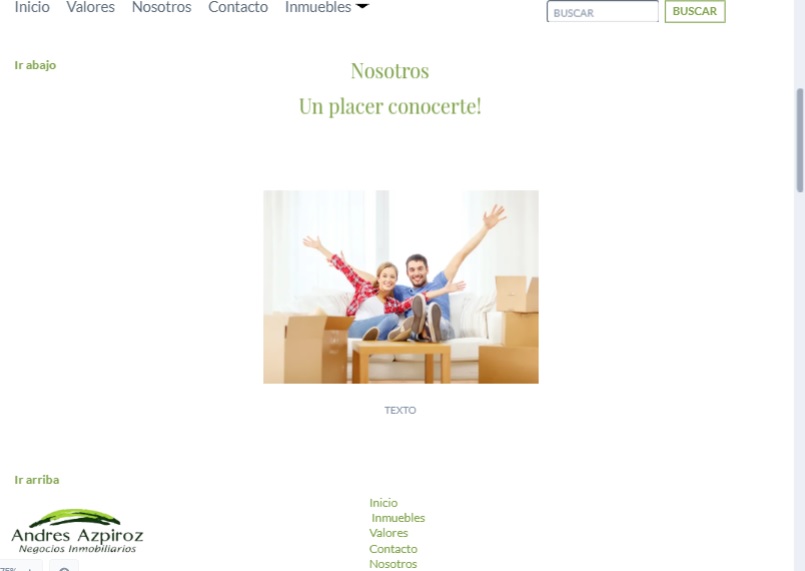 Inicio Valores Nosotros Contacto Inmuebles
BUSCAR BUSCAR
Ir abajo
Nosotros
Un placer conocerte!
TEXTO
Ir arriba
Andres Azpiroz
Negocios Inmobiliarios
Inicio
Inmuebles
Valores
Contacto
Nosotros
75%